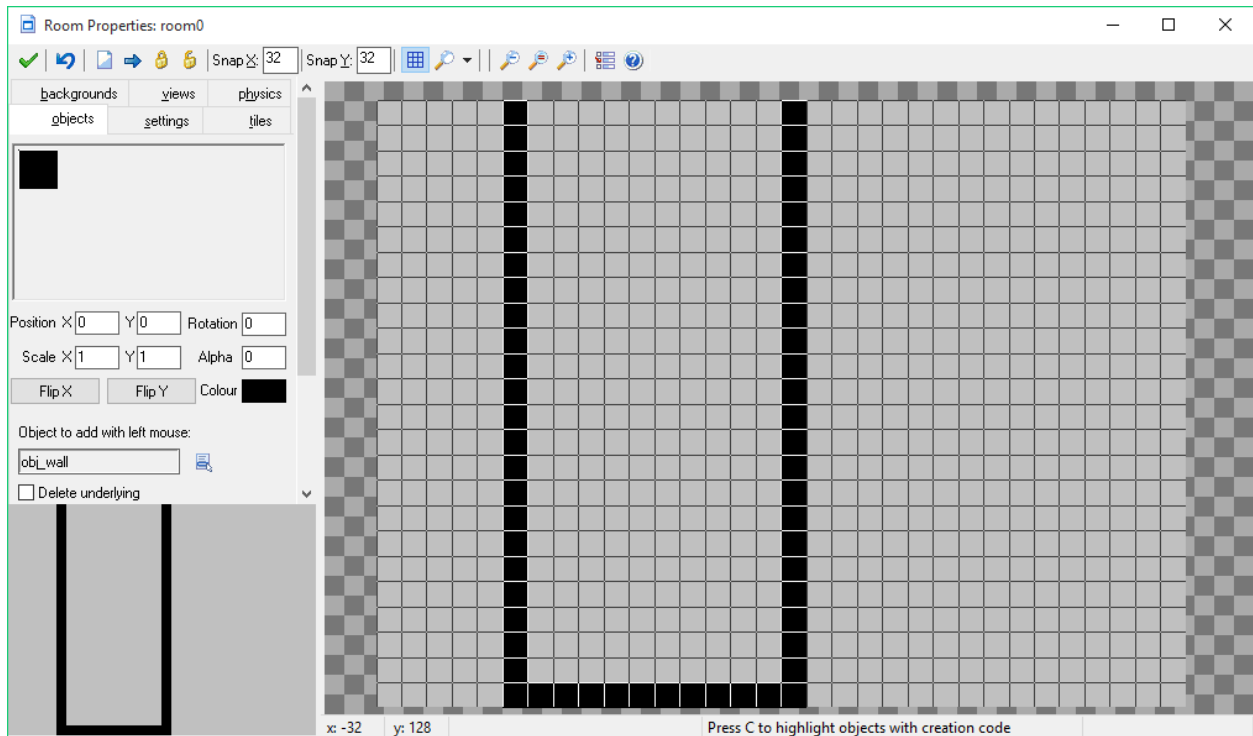 Room Properties: room0
Snap X: 32 Snap Y: 32
backgrounds views physics
objects settings tiles
Position X 0 Y 0 Rotation 0
Scale X 1 Y 1 Alpha 0
Flip X Flip Y Colour
Object to add with left mouse:
obj_wall
Delete underlying
x: -32 y: 128 Press C to highlight objects with creation code